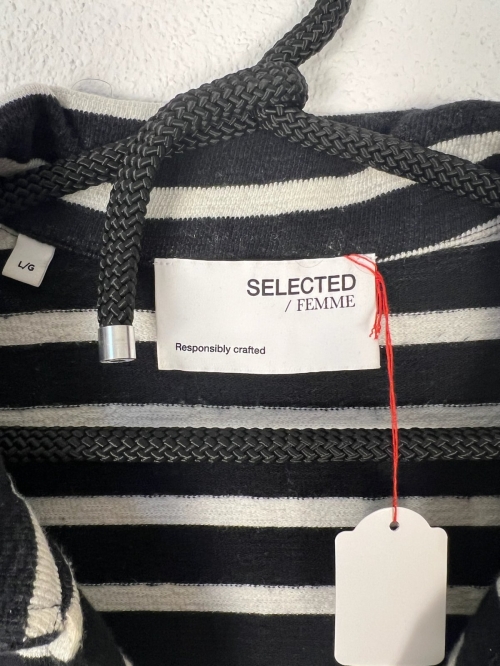 L/G
SELECTED
/ FEMME
Responsibly crafted